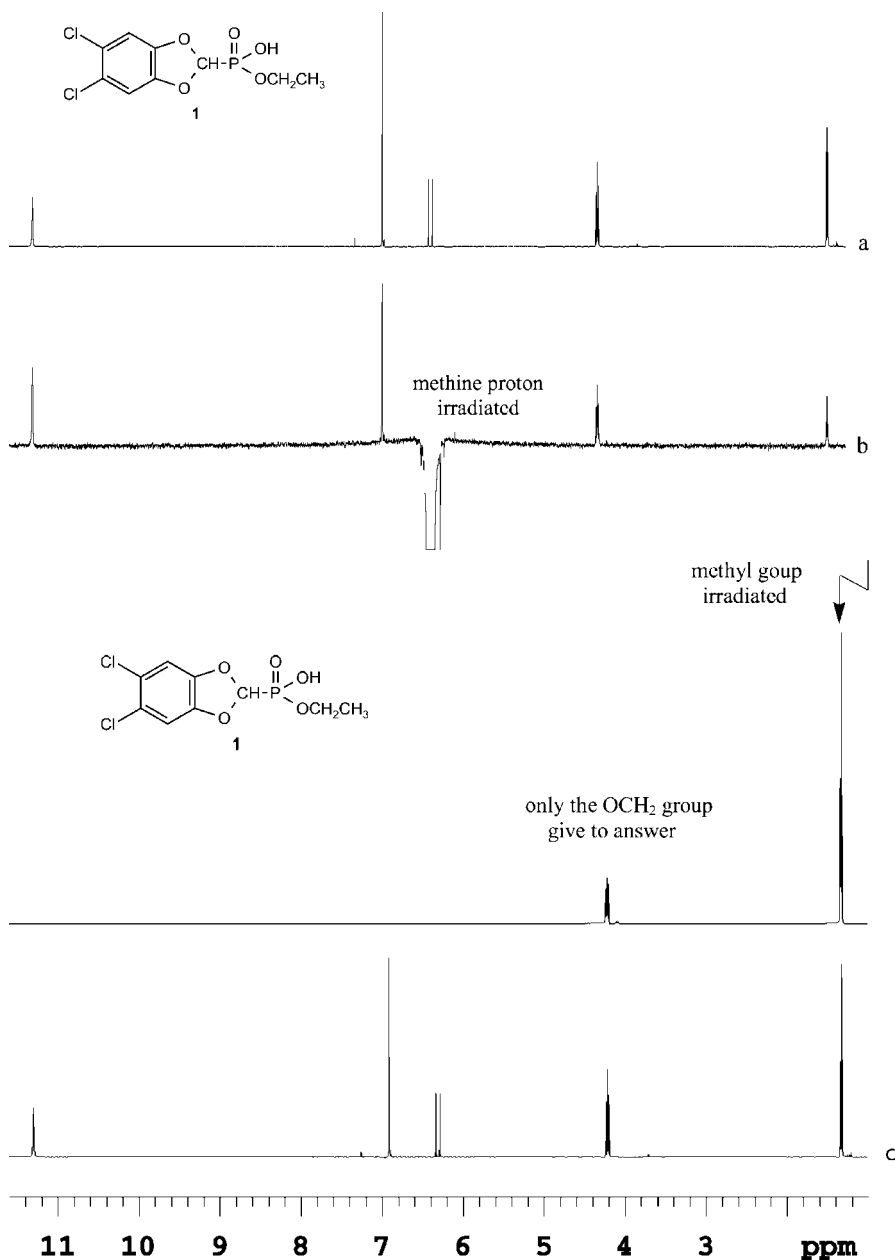 Cl
Cl
O
O
CH-P
O
OH
OCH₂CH₃
1
a
methine proton
irradiated
b
methyl goup
irradiated
Cl
Cl
O
O
CH-P
O
OH
OCH₂CH₃
1
only the OCH₂ group
give to answer
c
11 10 9 8 7 6 5 4 3 ppm